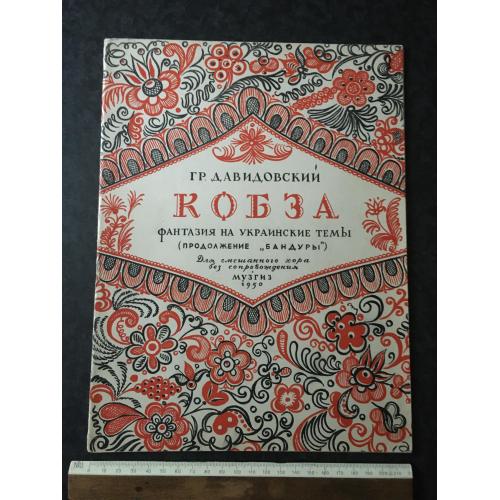 ГР. ДАВИДОВСКИЙ
КОБЗА
ФАНТАЗИЯ НА УКРАИНСКИЕ ТЕМЫ
(ПРОДОЛЖЕНИЕ „БАНДУРЫ")
Для смешанного хора
без сопровождения
МУЗГИЗ
1950